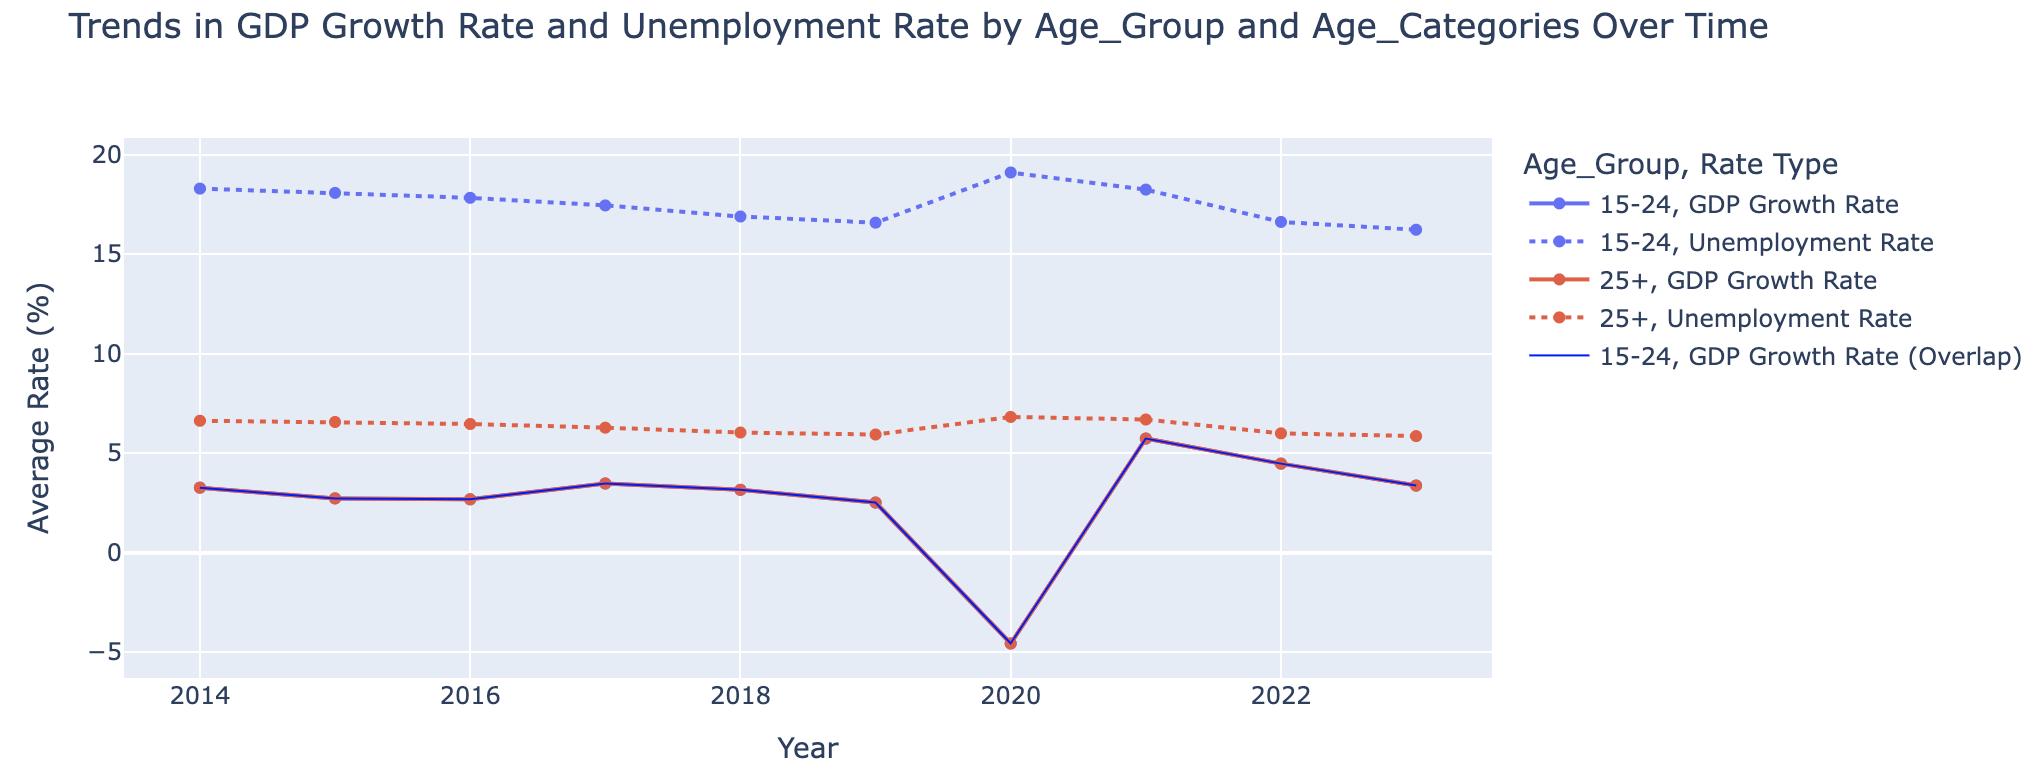 Trends in GDP Growth Rate and Unemployment Rate by Age_Group and Age_Categories Over Time
Average Rate (%)
20
15
10
5
0
−5
2014
2016
2018
2020
2022
Year
Age_Group, Rate Type
15-24, GDP Growth Rate
15-24, Unemployment Rate
25+, GDP Growth Rate
25+, Unemployment Rate
15-24, GDP Growth Rate (Overlap)